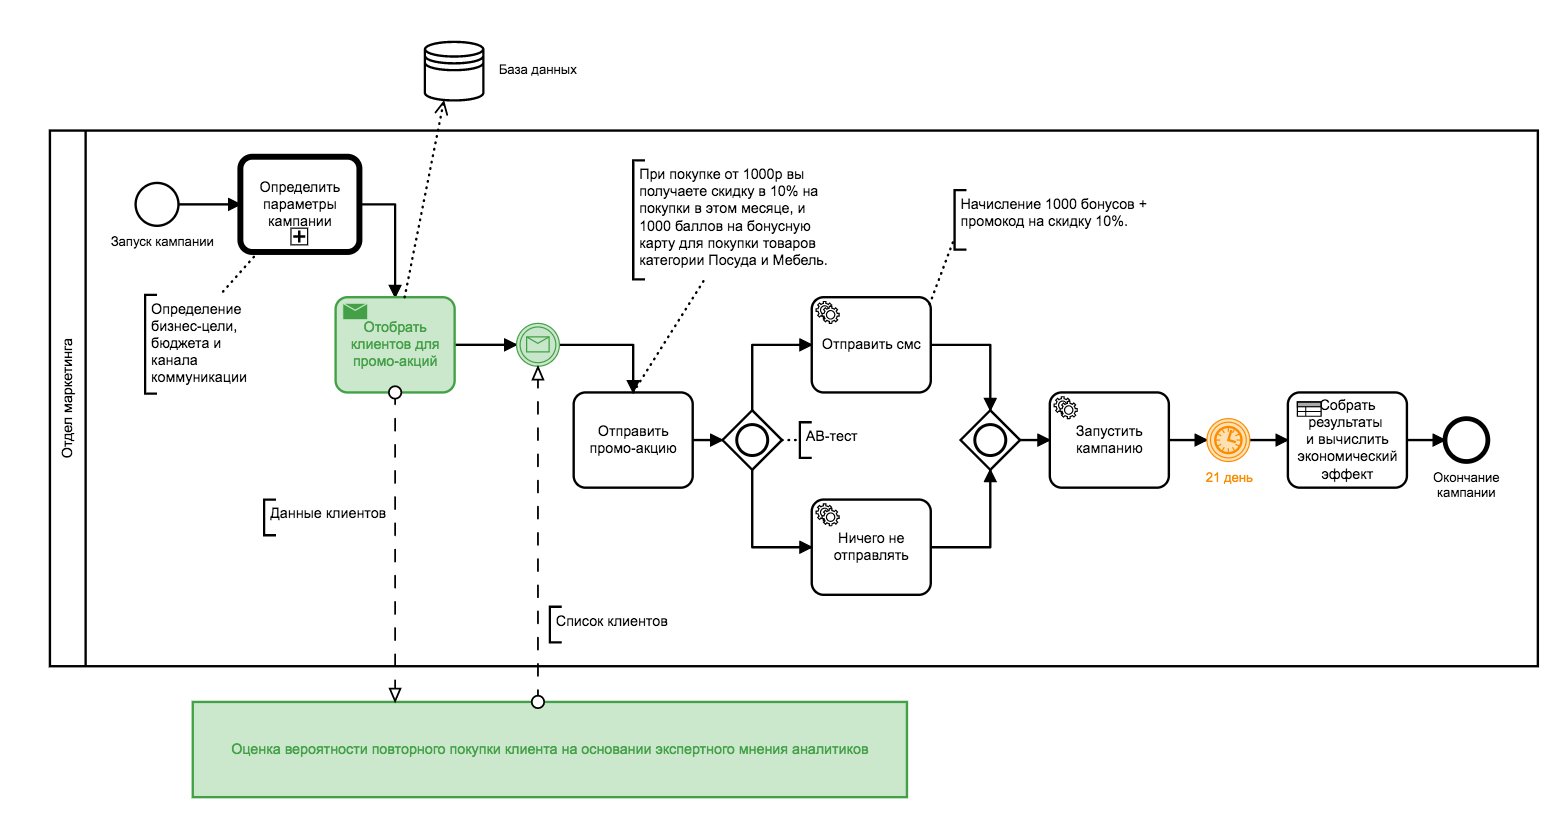 База данных
Отдел маркетинга
Запуск кампании
Определить
параметры
кампании
Определение
бизнес-цели,
бюджета и
канала
коммуникации
Отобрать
клиентов для
промо-акций
При покупке от 1000р вы
получаете скидку в 10% на
покупки в этом месяце, и
1000 баллов на бонусную
карту для покупки товаров
категории Посуда и Мебель.
Начисление 1000 бонусов +
промокод на скидку 10%.
Отправить
промо-акцию
АВ-тест
Отправить смс
Ничего не
отправлять
Запустить
кампанию
21 день
Собрать
результаты
и вычислить
экономический
эффект
Окончание
кампании
Данные клиентов
Список клиентов
Оценка вероятности повторного покупки клиента на основании экспертного мнения аналитиков